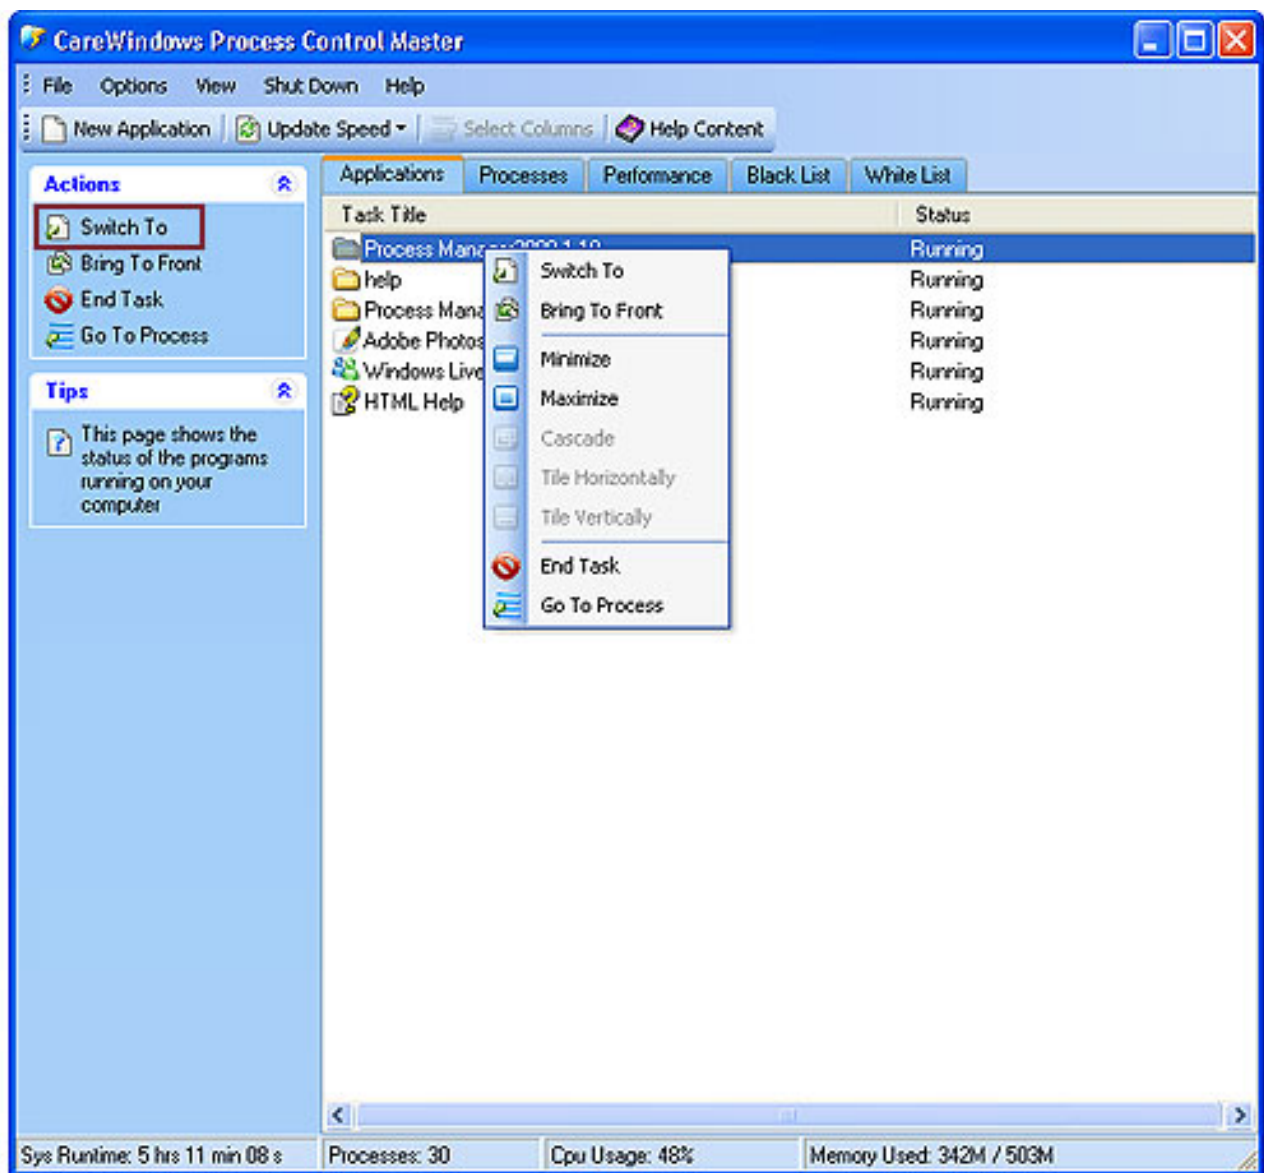 CareWindows Process Control Master
File Options View Shut Down Help
New Application Update Speed Select Columns Help Content
Actions
Switch To
Bring To Front
End Task
Go To Process
Tips
This page shows the
status of the programs
running on your
computer
Applications Processes Performance Black List White List
Task Title Status
Process Running
help Running
Process Running
Adobe Running
Windows Running
HTML Help Running
Switch To
Bring To Front
Minimize
Maximize
Cascade
Tile Horizontally
Tile Vertically
End Task
Go To Process
Sys Runtime: 5 hrs 11 min 08 s Processes: 30 Cpu Usage: 48% Memory Used: 342M / 503M